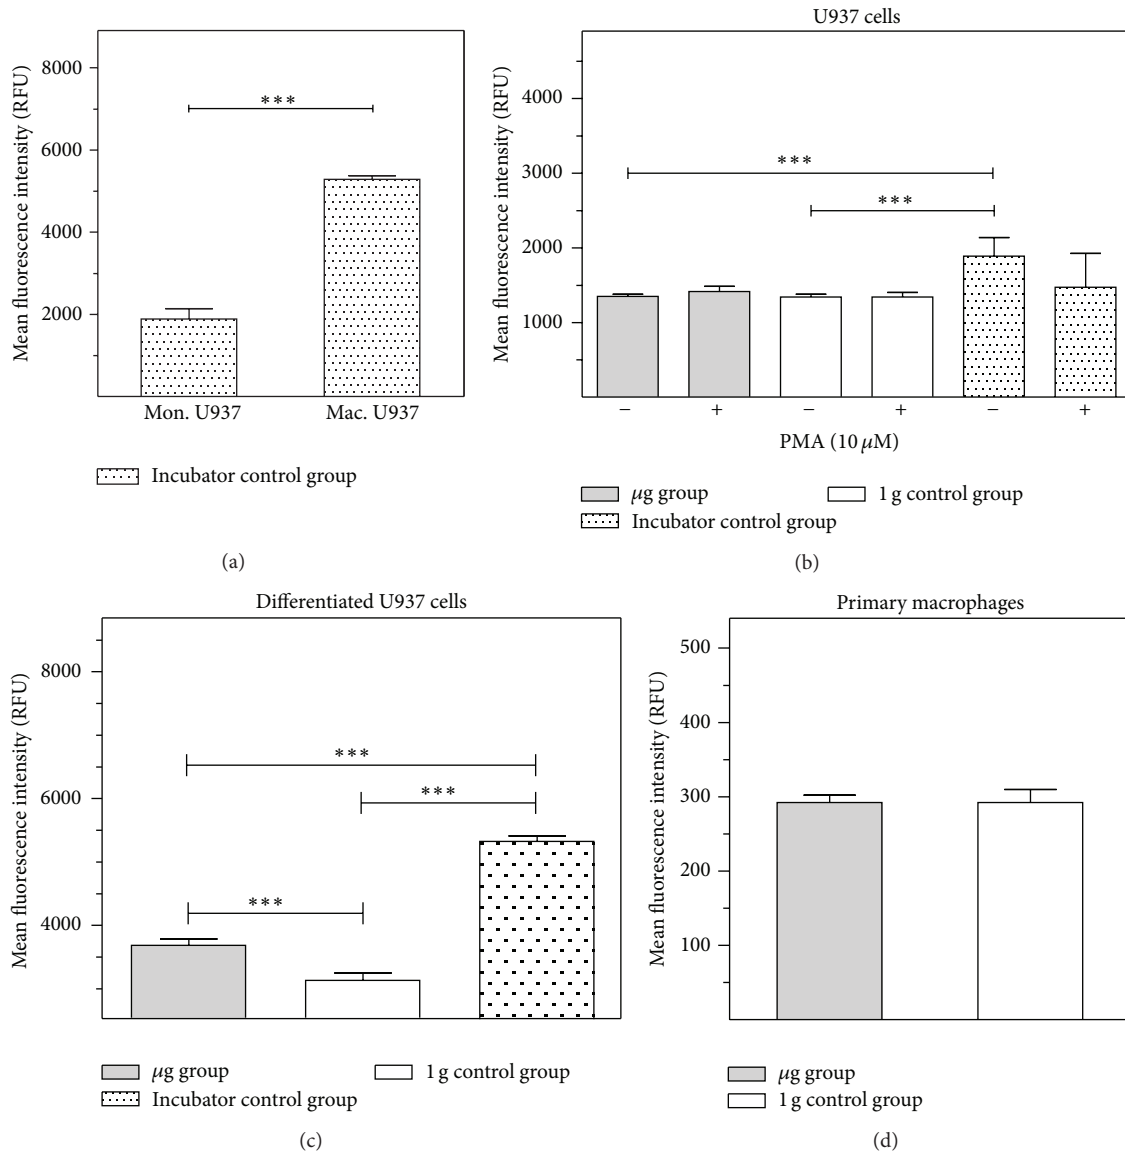 Mean fluorescence intensity (RFU)
8000
6000
4000
2000
***
Mon. U937
Mac. U937
Incubator control group
(a)
U937 cells
Mean fluorescence intensity (RFU)
4000
3000
2000
1000
***
***
− + − + − +
PMA (10 μM)
μg group
1 g control group
Incubator control group
(b)
Differentiated U937 cells
Mean fluorescence intensity (RFU)
8000
6000
4000
***
***
***
μg group
1 g control group
Incubator control group
(c)
Primary macrophages
Mean fluorescence intensity (RFU)
500
400
300
200
100
μg group
1 g control group
(d)